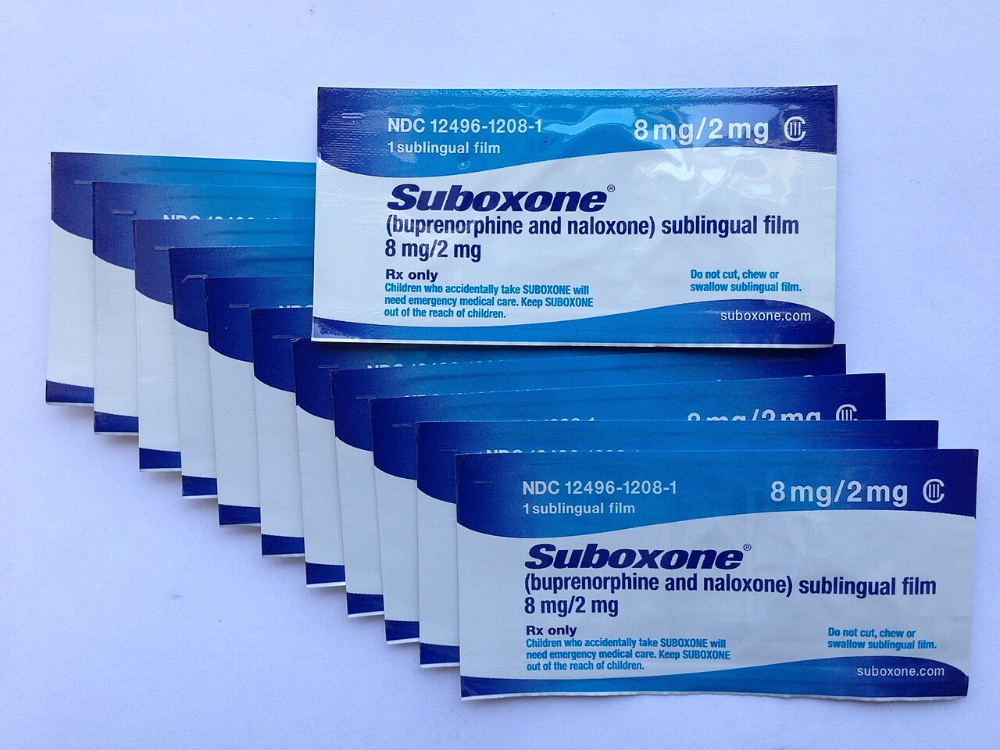 NDC 12496-1208-1
8 mg/2 mg CIII
1 sublingual film
Suboxone®
(buprenorphine and naloxone) sublingual film
8 mg/2 mg
Rx only
Children who accidentally take SUBOXONE will
need emergency medical care. Keep SUBOXONE
out of the reach of children.
Do not cut, chew or
swallow sublingual film.
suboxone.com
8 mg/2 mg CIII
NDC 12496-1208-1
8 mg/2 mg CIII
1 sublingual film
Suboxone®
(buprenorphine and naloxone) sublingual film
8 mg/2 mg
Rx only
Children who accidentally take SUBOXONE will
need emergency medical care. Keep SUBOXONE
out of the reach of children.
Do not cut, chew or
swallow sublingual film.
suboxone.com